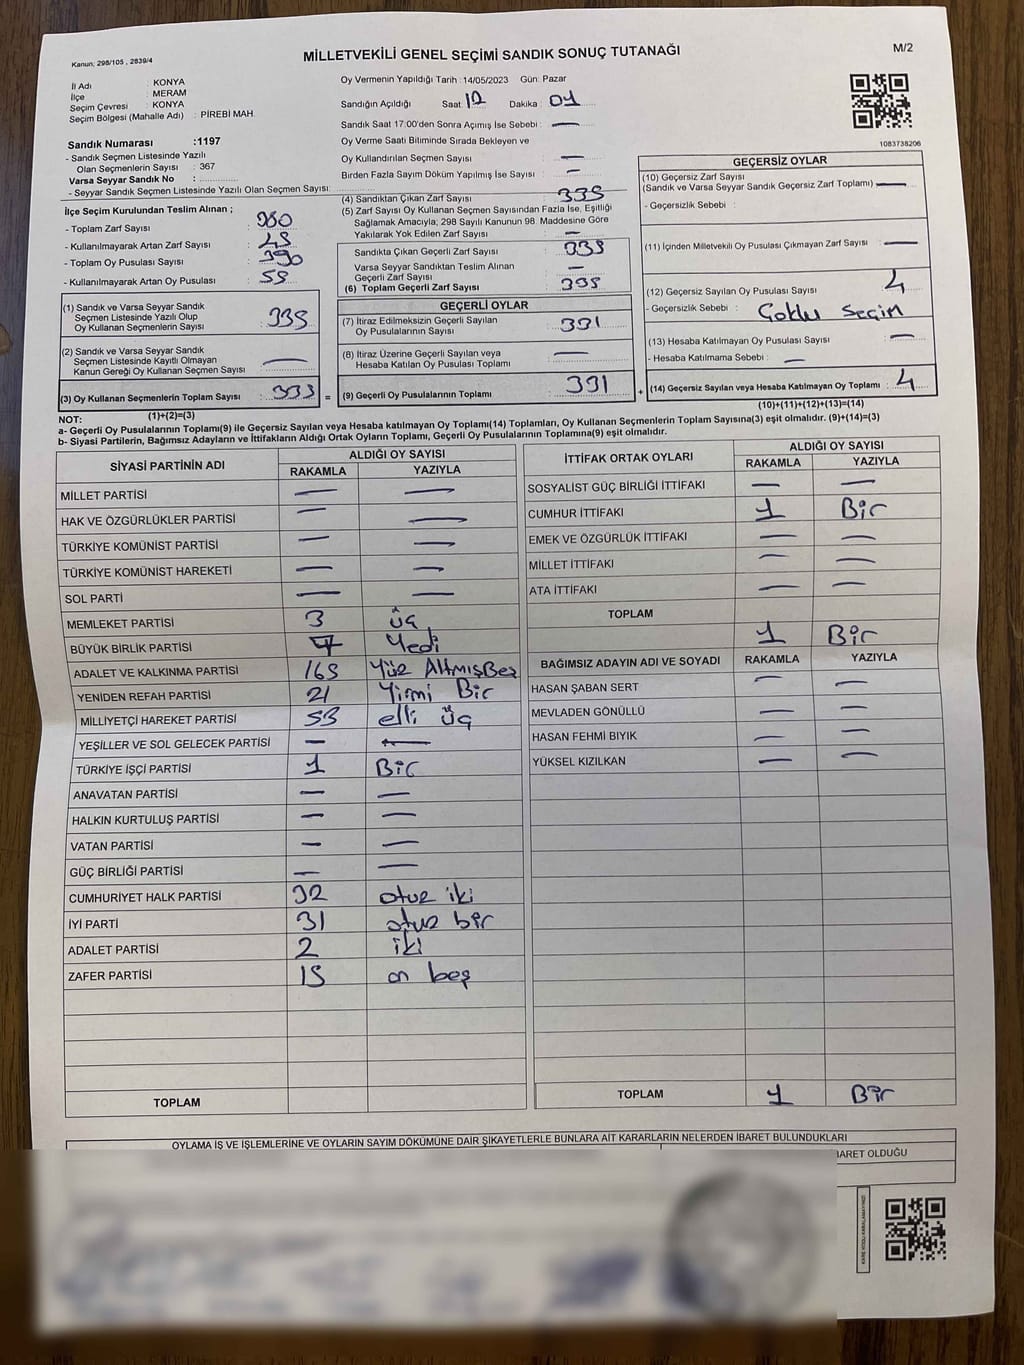 Kanun; 298/105 , 2839/4
MİLLETVEKİLİ GENEL SEÇİMİ SANDIK SONUÇ TUTANAĞI
M/2
İl Adı : KONYA
İlçe : MERAM
Seçim Çevresi : KONYA
Seçim Bölgesi (Mahalle Adı) : PİREBİ MAH.
Sandık Numarası :1197
- Sandık Seçmen Listesinde Yazılı
Olan Seçmenlerin Sayısı : 367
Varsa Seyyar Sandık No :
- Seyyar Sandık Seçmen Listesinde Yazılı Olan Seçmen Sayısı:
Oy Vermenin Yapıldığı Tarih :14/05/2023 Gün: Pazar
Sandığın Açıldığı Saat: Dakika : 01
Sandık Saat 17:00'den Sonra Açımış İse Sebebi : —
Oy Verme Saati Bitiminde Sırada Bekleyen ve
Oy Kullandırılan Seçmen Sayısı : —
Birden Fazla Sayım Döküm Yapılmış İse Sayısı : —
1083738206
İlçe Seçim Kurulundan Teslim Alınan ;
- Toplam Zarf Sayısı : 380
- Kullanılmayarak Artan Zarf Sayısı : 45
- Toplam Oy Pusulası Sayısı : 390
- Kullanılmayarak Artan Oy Pusulası : 55
(1) Sandık ve Varsa Seyyar Sandık
Seçmen Listesinde Yazılı Olup
Oy Kullanan Seçmenlerin Sayısı : 335
(2) Sandık ve Varsa Seyyar Sandık
Seçmen Listesinde Kayıtlı Olmayan
Kanun Gereği Oy Kullanan Seçmen Sayısı : —
(3) Oy Kullanan Seçmenlerin Toplam Sayısı : 335 =
(1)+(2)=(3)
(4) Sandıktan Çıkan Zarf Sayısı : 335
(5) Zarf Sayısı Oy Kullanan Seçmen Sayısından Fazla İse, Eşitliği
Sağlamak Amacıyla; 298 Sayılı Kanunun 98. Maddesine Göre
Yakılarak Yok Edilen Zarf Sayısı : —
Sandıkta Çıkan Geçerli Zarf Sayısı : 335
Varsa Seyyar Sandıktan Teslim Alınan
Geçerli Zarf Sayısı : —
(6) Toplam Geçerli Zarf Sayısı : 335
GEÇERLİ OYLAR
(7) İtiraz Edilmeksizin Geçerli Sayılan
Oy Pusulalarının Sayısı : 331
(8) İtiraz Üzerine Geçerli Sayılan veya
Hesaba Katılan Oy Pusulası Toplamı : —
(9) Geçerli Oy Pusulalarının Toplamı : 331 +
GEÇERSİZ OYLAR
(10) Geçersiz Zarf Sayısı
(Sandık ve Varsa Seyyar Sandık Geçersiz Zarf Toplamı) : —
- Geçersizlik Sebebi :
(11) İçinden Milletvekili Oy Pusulası Çıkmayan Zarf Sayısı : —
(12) Geçersiz Sayılan Oy Pusulası Sayısı : 4
- Geçersizlik Sebebi : Çoklu Seçim
(13) Hesaba Katılmayan Oy Pusulası Sayısı : —
- Hesaba Katılmama Sebebi : —
(14) Geçersiz Sayılan veya Hesaba Katılmayan Oy Toplamı : 4
(10)+(11)+(12)+(13)=(14)
NOT:
a- Geçerli Oy Pusulalarının Toplamı(9) ile Geçersiz Sayılan veya Hesaba Katılmayan Oy Toplamı(14) Toplamları, Oy Kullanan Seçmenlerin Toplam Sayısına(3) eşit olmalıdır. (9)+(14)=(3)
b- Siyasi Partilerin, Bağımsız Adayların ve İttifakların Aldığı Ortak Oyların Toplamı, Geçerli Oy Pusulalarının Toplamına(9) eşit olmalıdır.
SİYASİ PARTİNİN ADI ALDIĞI OY SAYISI
RAKAMLA YAZIYLA
MİLLET PARTİSİ — —
HAK VE ÖZGÜRLÜKLER PARTİSİ — —
TÜRKİYE KOMÜNİST PARTİSİ — —
TÜRKİYE KOMÜNİST HAREKETİ — —
SOL PARTİ — —
MEMLEKET PARTİSİ 3 üç
BÜYÜK BİRLİK PARTİSİ 7 Yedi
ADALET VE KALKINMA PARTİSİ 165 Yüz AltmışBeş
YENİDEN REFAH PARTİSİ 21 Yirmi Bir
MİLLİYETÇİ HAREKET PARTİSİ 53 elli üç
YEŞİLLER VE SOL GELECEK PARTİSİ — —
TÜRKİYE İŞÇİ PARTİSİ 1 Bir
ANAVATAN PARTİSİ — —
HALKIN KURTULUŞ PARTİSİ — —
VATAN PARTİSİ — —
GÜÇ BİRLİĞİ PARTİSİ — —
CUMHURİYET HALK PARTİSİ 32 otuz iki
İYİ PARTİ 31 otuz bir
ADALET PARTİSİ 2 iki
ZAFER PARTİSİ 15 on beş
TOPLAM
İTTİFAK ORTAK OYLARI ALDIĞI OY SAYISI
RAKAMLA YAZIYLA
SOSYALİST GÜÇ BİRLİĞİ İTTİFAKI — —
CUMHUR İTTİFAKI 1 Bir
EMEK VE ÖZGÜRLÜK İTTİFAKI — —
MİLLET İTTİFAKI — —
ATA İTTİFAKI — —
TOPLAM 1 Bir
BAĞIMSIZ ADAYIN ADI VE SOYADI RAKAMLA YAZIYLA
HASAN ŞABAN SERT — —
MEVLADEN GÖNÜLLÜ — —
HASAN FEHMİ BIYIK — —
YÜKSEL KIZILKAN — —
TOPLAM 1 Bir
OYLAMA İŞ VE İŞLEMLERİNE VE OYLARIN SAYIM DÖKÜMÜNE DAİR ŞİKAYETLERLE BUNLARA AİT KARARLARIN NELERDEN İBARET BULUNDUKLARI
BARET OLDUĞU